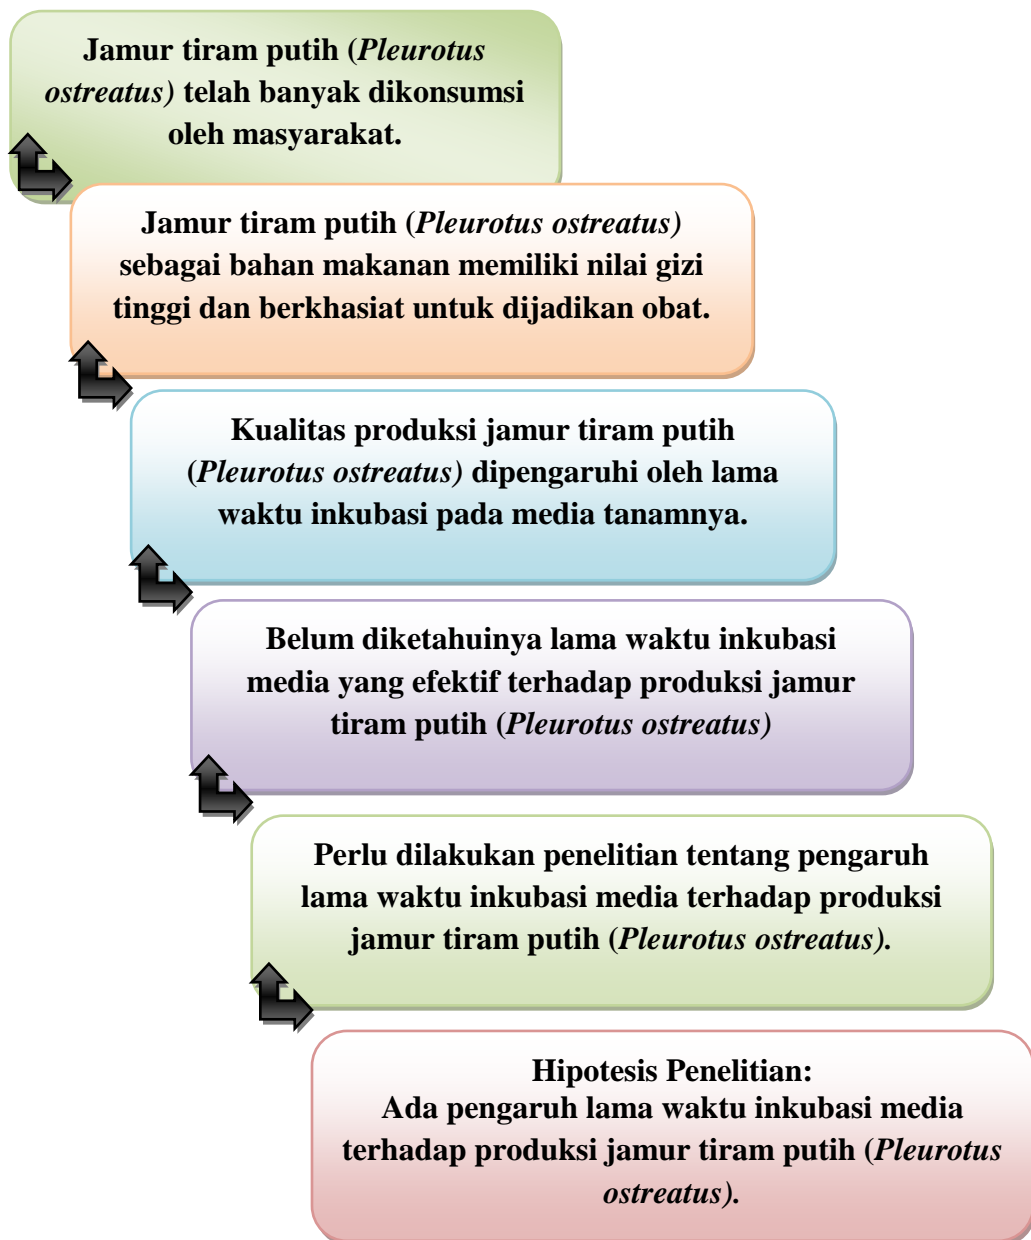 Jamur tiram putih (Pleurotus
ostreatus) telah banyak dikonsumsi
oleh masyarakat.
Jamur tiram putih (Pleurotus ostreatus)
sebagai bahan makanan memiliki nilai gizi
tinggi dan berkhasiat untuk dijadikan obat.
Kualitas produksi jamur tiram putih
(Pleurotus ostreatus) dipengaruhi oleh lama
waktu inkubasi pada media tanamnya.
Belum diketahuinya lama waktu inkubasi
media yang efektif terhadap produksi jamur
tiram putih (Pleurotus ostreatus)
Perlu dilakukan penelitian tentang pengaruh
lama waktu inkubasi media terhadap produksi
jamur tiram putih (Pleurotus ostreatus).
Hipotesis Penelitian:
Ada pengaruh lama waktu inkubasi media
terhadap produksi jamur tiram putih (Pleurotus
ostreatus).